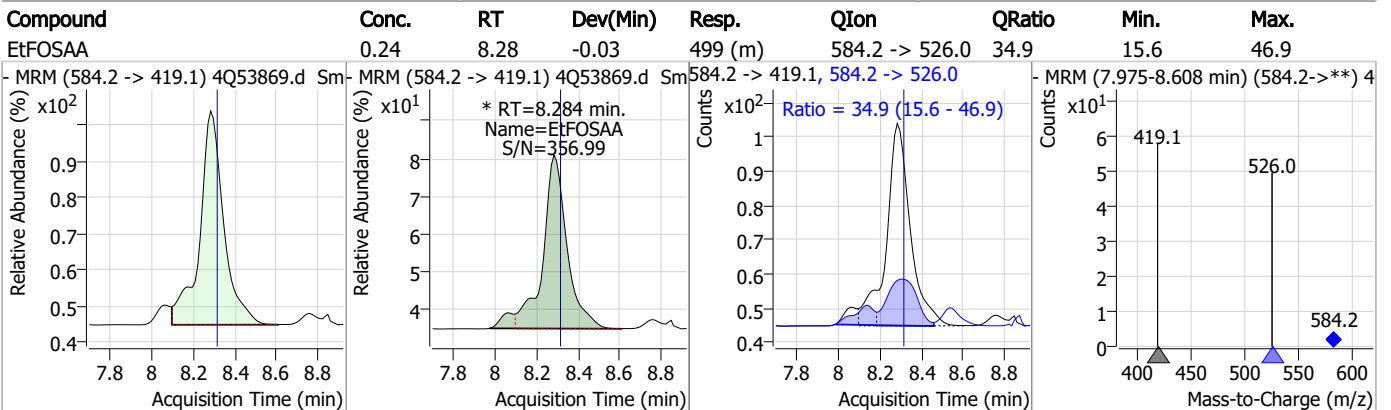 Compound Conc. RT Dev(Min) Resp. QIon QRatio Min. Max.
EtFOSAA 0.24 8.28 -0.03 499 (m) 584.2 -> 526.0 34.9 15.6 46.9
- MRM (584.2 -> 419.1) 4Q53869.d Sm
Relative Abundance (%)
x10²
0.9
0.8
0.7
0.6
0.5
0.4
7.8 8 8.2 8.4 8.6 8.8
Acquisition Time (min)
- MRM (584.2 -> 419.1) 4Q53869.d Sm
Relative Abundance (%)
x10¹
* RT=8.284 min.
Name=EtFOSAA
S/N=356.99
8
7
6
5
4
7.8 8 8.2 8.4 8.6 8.8
Acquisition Time (min)
584.2 -> 419.1, 584.2 -> 526.0
Counts
x10²
Ratio = 34.9 (15.6 - 46.9)
1
0.9
0.8
0.7
0.6
0.5
0.4
7.8 8 8.2 8.4 8.6 8.8
Acquisition Time (min)
- MRM (7.975-8.608 min) (584.2->**) 4
Counts
x10¹
6
5
4
3
2
1
0
419.1
526.0
584.2
400 450 500 550 600
Mass-to-Charge (m/z)